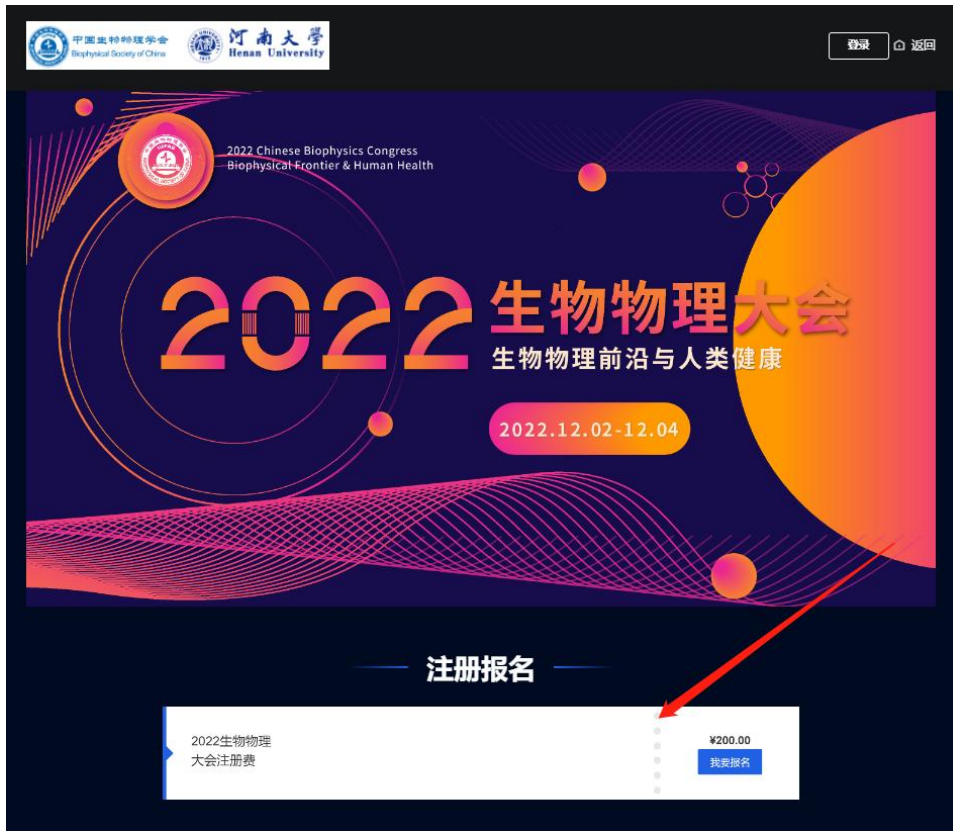 中国生物物理学会
Biophysical Society of China
河南大学
Henan University
登录
返回
2022 Chinese Biophysics Congress
Biophysical Frontier & Human Health
2022
生物物理大会
生物物理前沿与人类健康
2022.12.02-12.04
注册报名
2022生物物理
大会注册费
¥200.00
我要报名